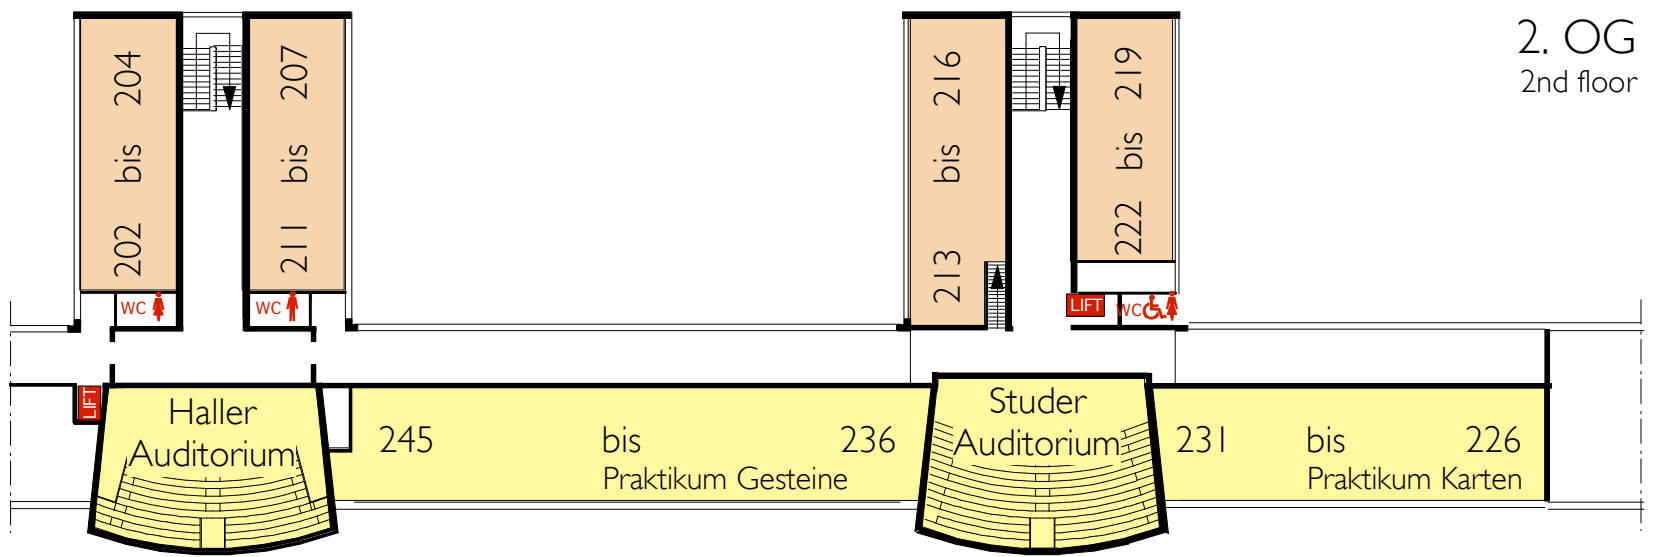 2. OG
2nd floor
202 bis 204
211 bis 207
213 bis 216
222 bis 219
WC
WC
LIFT
WC
LIFT
Haller
Auditorium
245 bis 236
Praktikum Gesteine
Studer
Auditorium
231 bis 226
Praktikum Karten